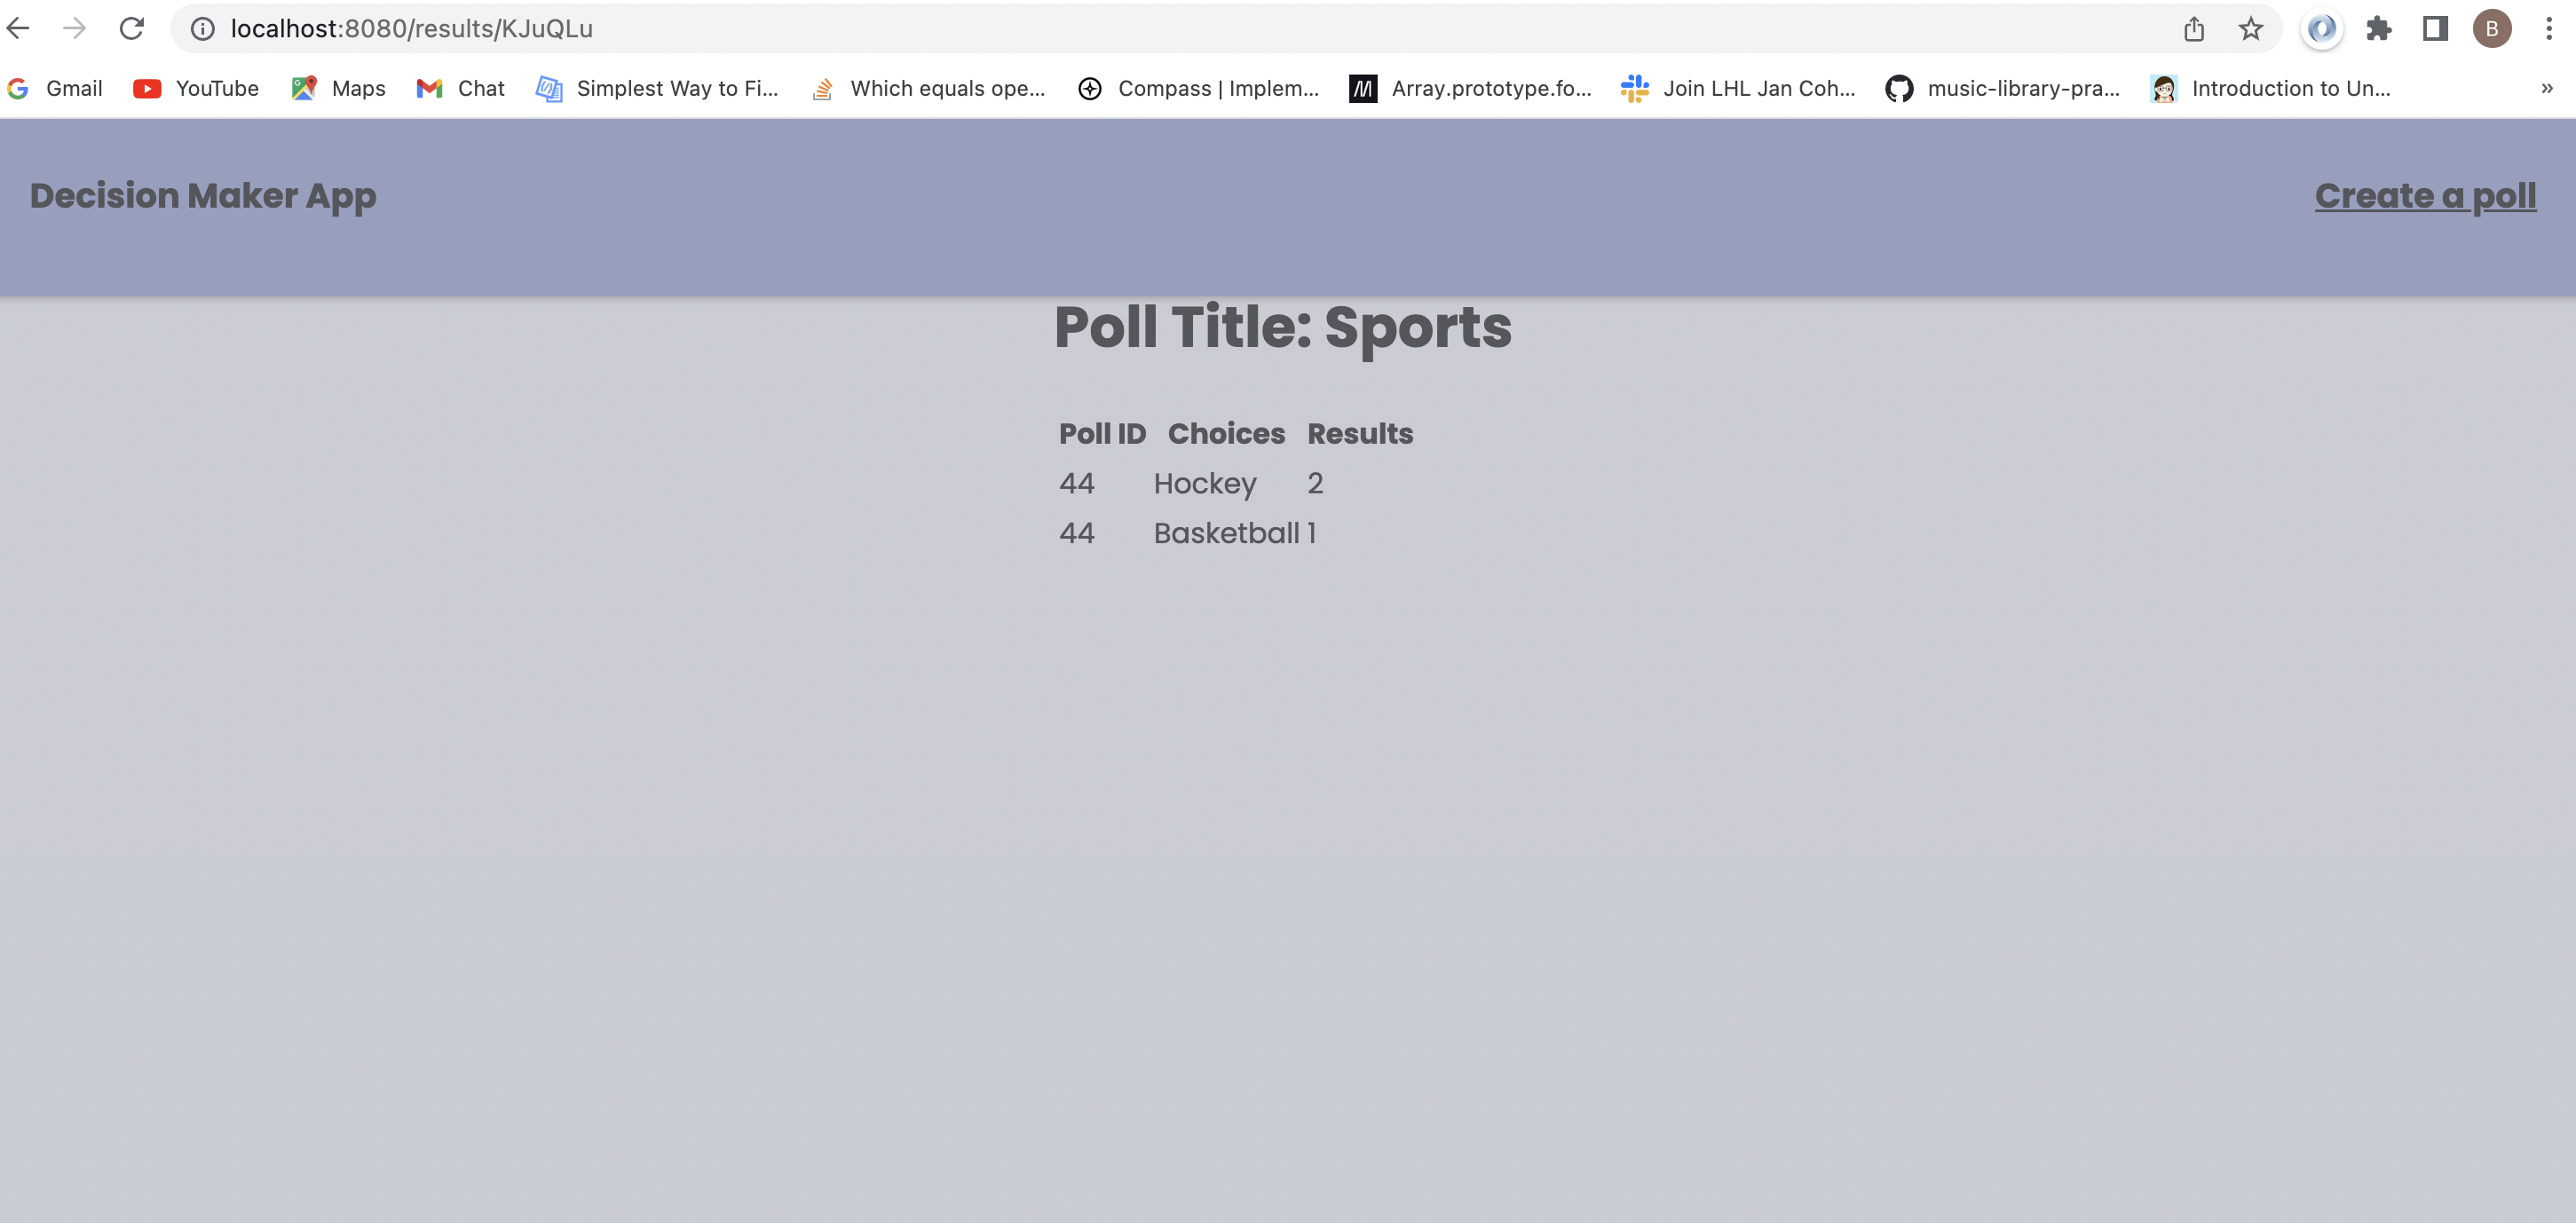 localhost:8080/results/KJuQLu
B
Gmail YouTube Maps Chat Simplest Way to Fi... Which equals ope... Compass | Implem... Array.prototype.fo... Join LHL Jan Coh... music-library-pra... Introduction to Un... »
Decision Maker App Create a poll
Poll Title: Sports
Poll ID Choices Results
44 Hockey 2
44 Basketball 1